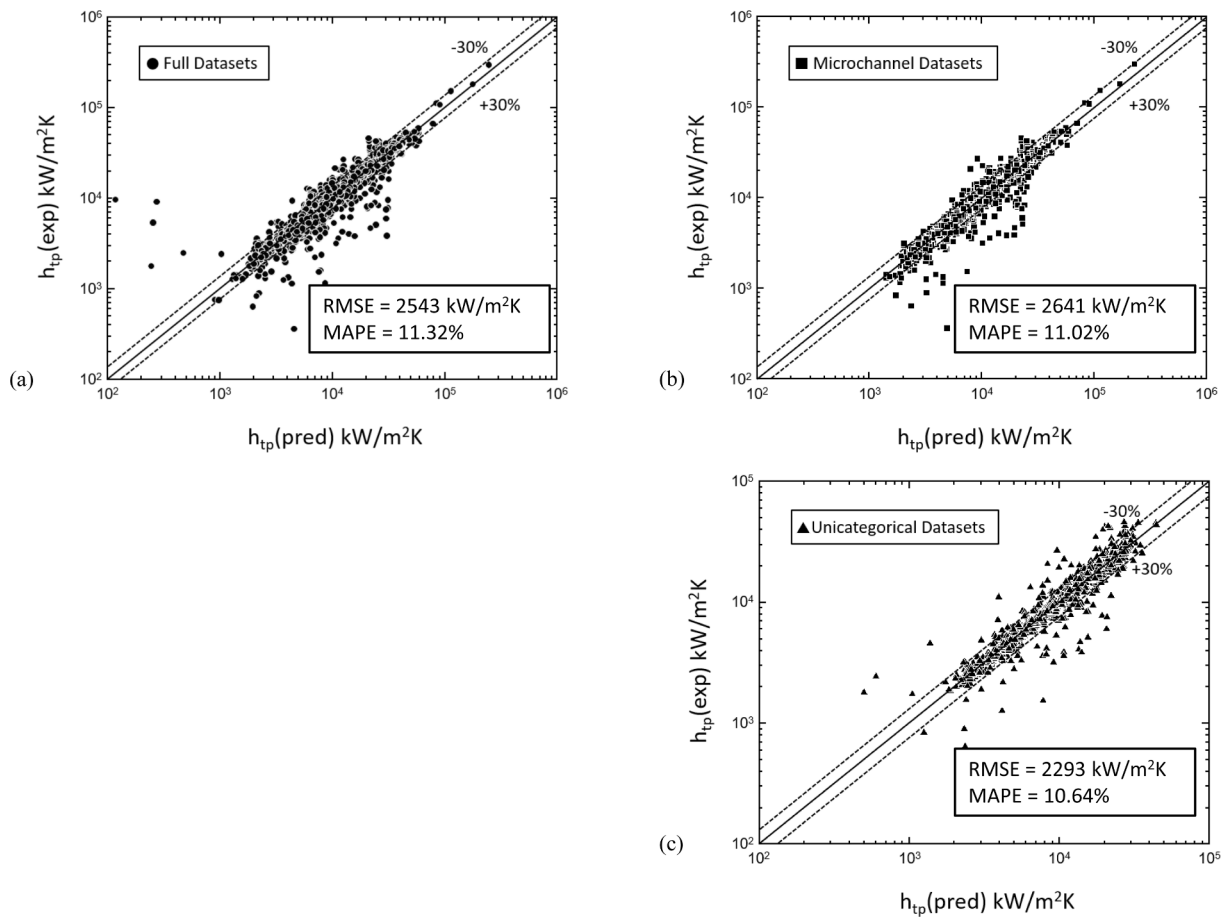 10⁶
10⁵
10⁴
10³
10²
h_tp(exp) kW/m²K
Full Datasets
-30%
+30%
RMSE = 2543 kW/m²K
MAPE = 11.32%
(a)
10² 10³ 10⁴ 10⁵ 10⁶
h_tp(pred) kW/m²K
10⁶
10⁵
10⁴
10³
10²
h_tp(exp) kW/m²K
Microchannel Datasets
-30%
+30%
RMSE = 2641 kW/m²K
MAPE = 11.02%
(b)
10² 10³ 10⁴ 10⁵ 10⁶
h_tp(pred) kW/m²K
10⁵
10⁴
10³
10²
h_tp(exp) kW/m²K
Unicategorical Datasets
-30%
+30%
RMSE = 2293 kW/m²K
MAPE = 10.64%
(c)
10² 10³ 10⁴ 10⁵
h_tp(pred) kW/m²K